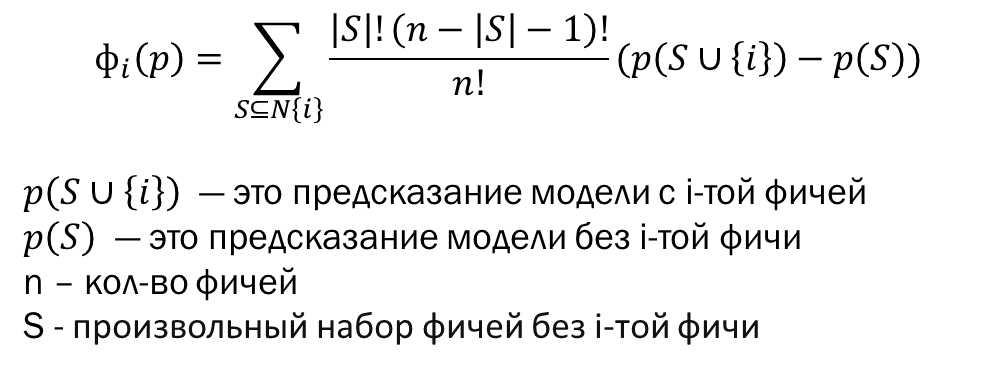 ϕᵢ(p) = ∑_{S⊆N{i}} |S|! (n − |S| − 1)! / n! (p(S ∪ {i}) − p(S))
p(S ∪ {i}) — это предсказание модели с i-той фичей
p(S) — это предсказание модели без i-той фичи
n – кол-во фичей
S - произвольный набор фичей без i-той фичи